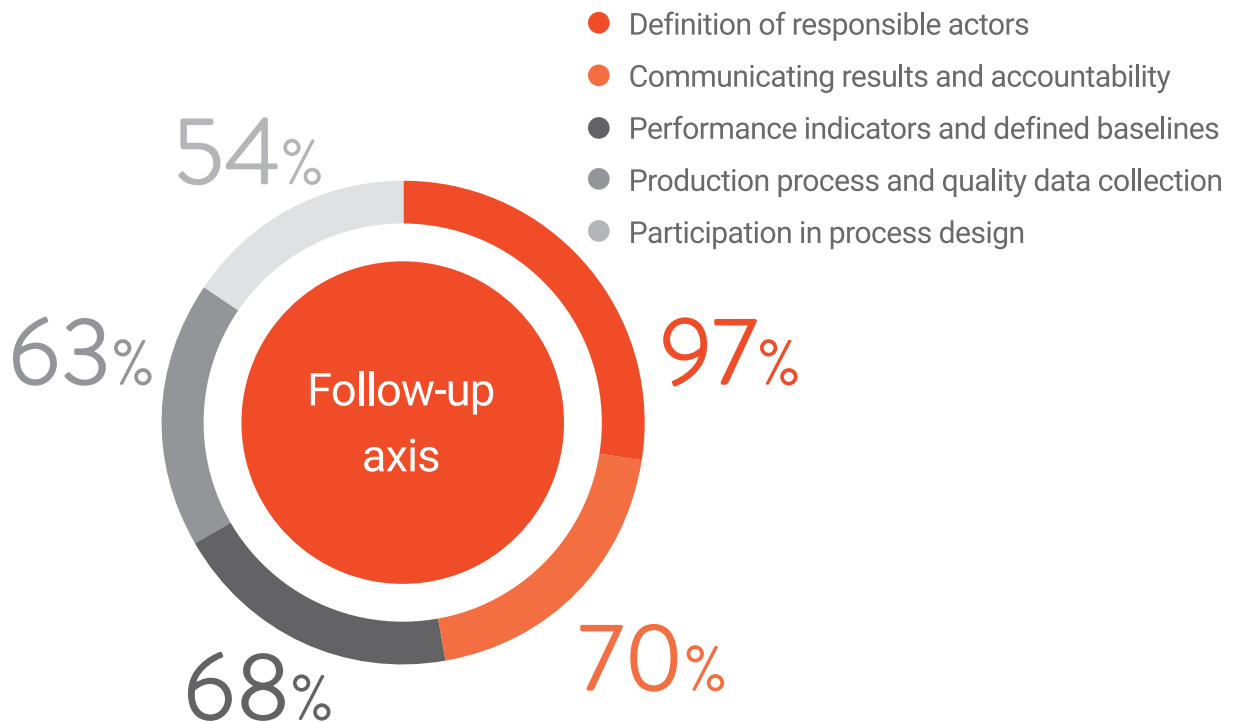 Definition of responsible actors
Communicating results and accountability
Performance indicators and defined baselines
Production process and quality data collection
Participation in process design
54%
63%
97%
Follow-up
axis
70%
68%